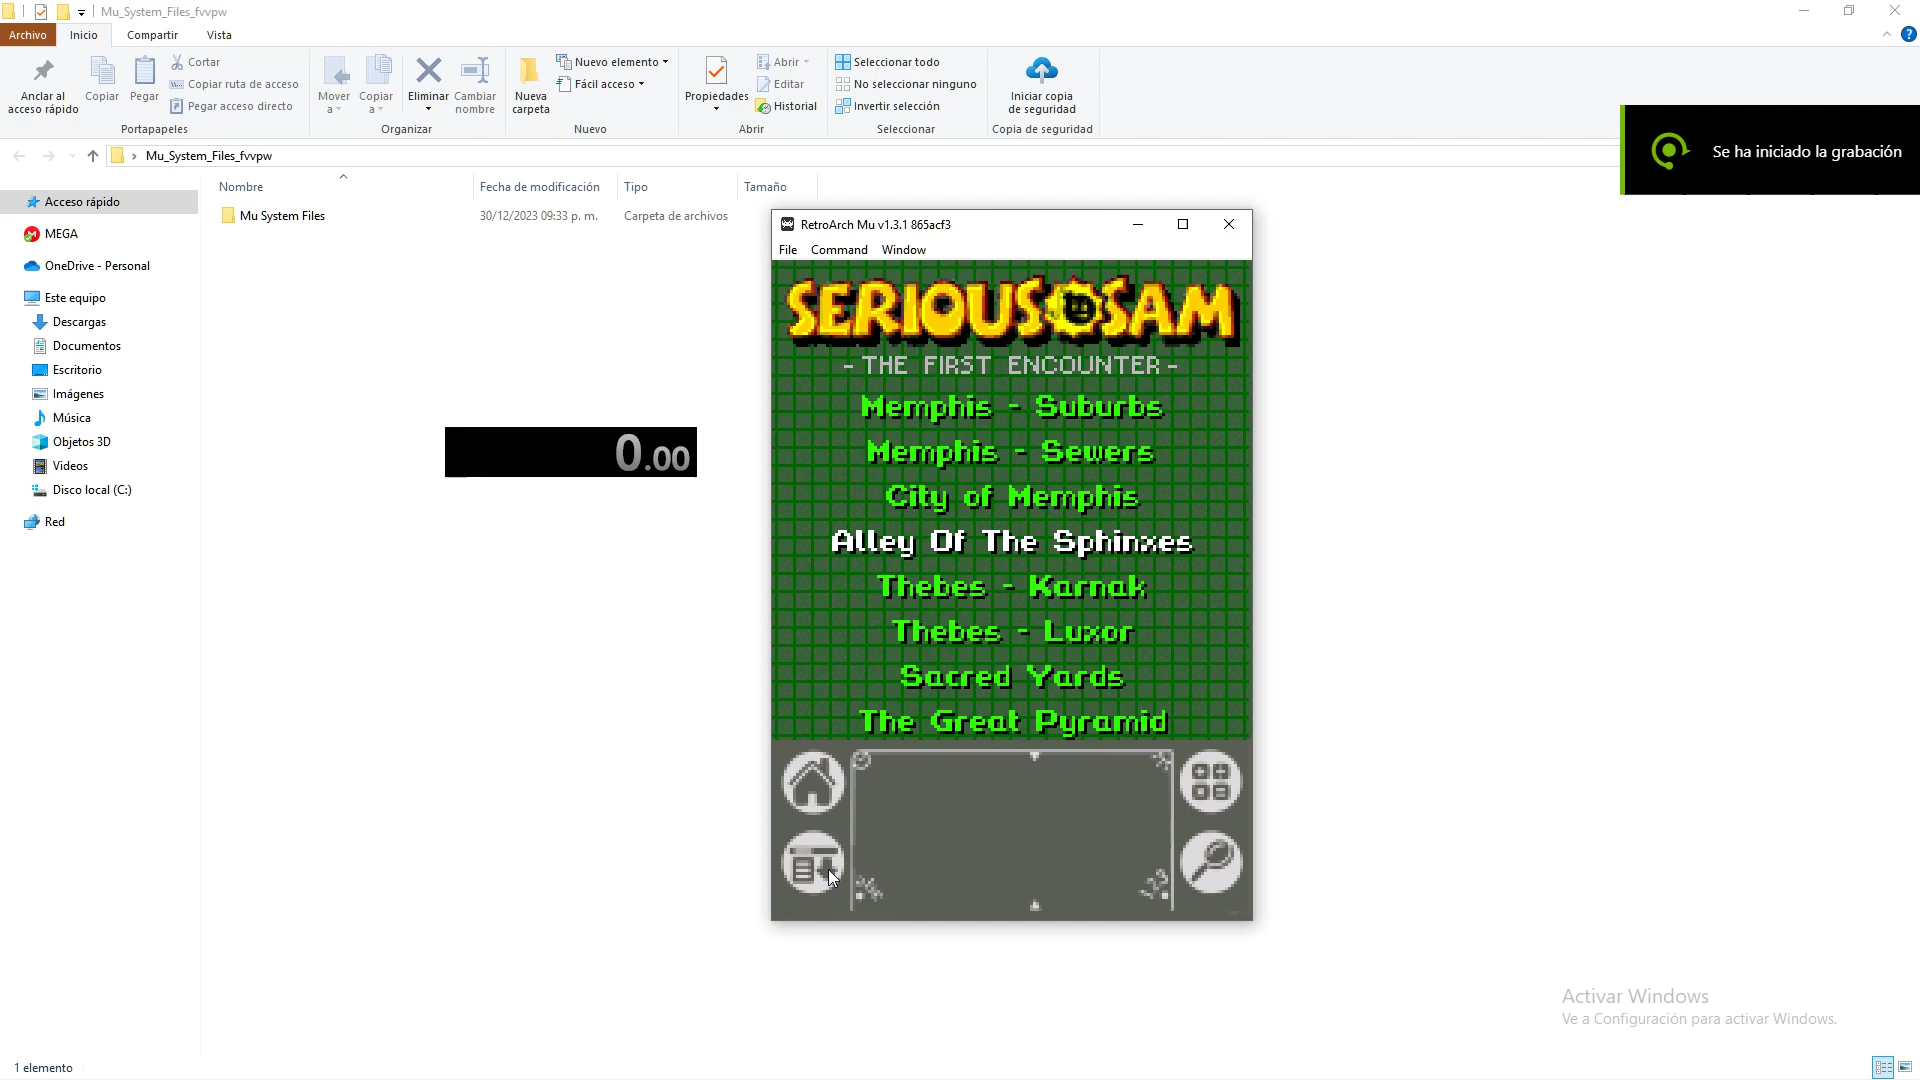 Mu_System_Files_fvvpw
Archivo
Inicio
Compartir
Vista
Anclar al
acceso rápido
Copiar
Pegar
Cortar
Copiar ruta de acceso
Pegar acceso directo
Portapapeles
Mover
a
Copiar
a
Eliminar
Cambiar
nombre
Organizar
Nueva
carpeta
Nuevo elemento
Fácil acceso
Nuevo
Propiedades
Abrir
Editar
Historial
Abrir
Seleccionar todo
No seleccionar ninguno
Invertir selección
Seleccionar
Iniciar copia
de seguridad
Copia de seguridad
Se ha iniciado la grabación
Mu_System_Files_fvvpw
Nombre
Fecha de modificación
Tipo
Tamaño
Mu System Files
30/12/2023 09:33 p. m.
Carpeta de archivos
Acceso rápido
MEGA
OneDrive - Personal
Este equipo
Descargas
Documentos
Escritorio
Imágenes
Música
Objetos 3D
Videos
Disco local (C:)
Red
0.00
RetroArch Mu v1.3.1 865acf3
File
Command
Window
SERIOUS SAM
- THE FIRST ENCOUNTER -
Memphis - Suburbs
Memphis - Sewers
City of Memphis
Alley Of The Sphinxes
Thebes - Karnak
Thebes - Luxor
Sacred Yards
The Great Pyramid
Activar Windows
Ve a Configuración para activar Windows.
1 elemento